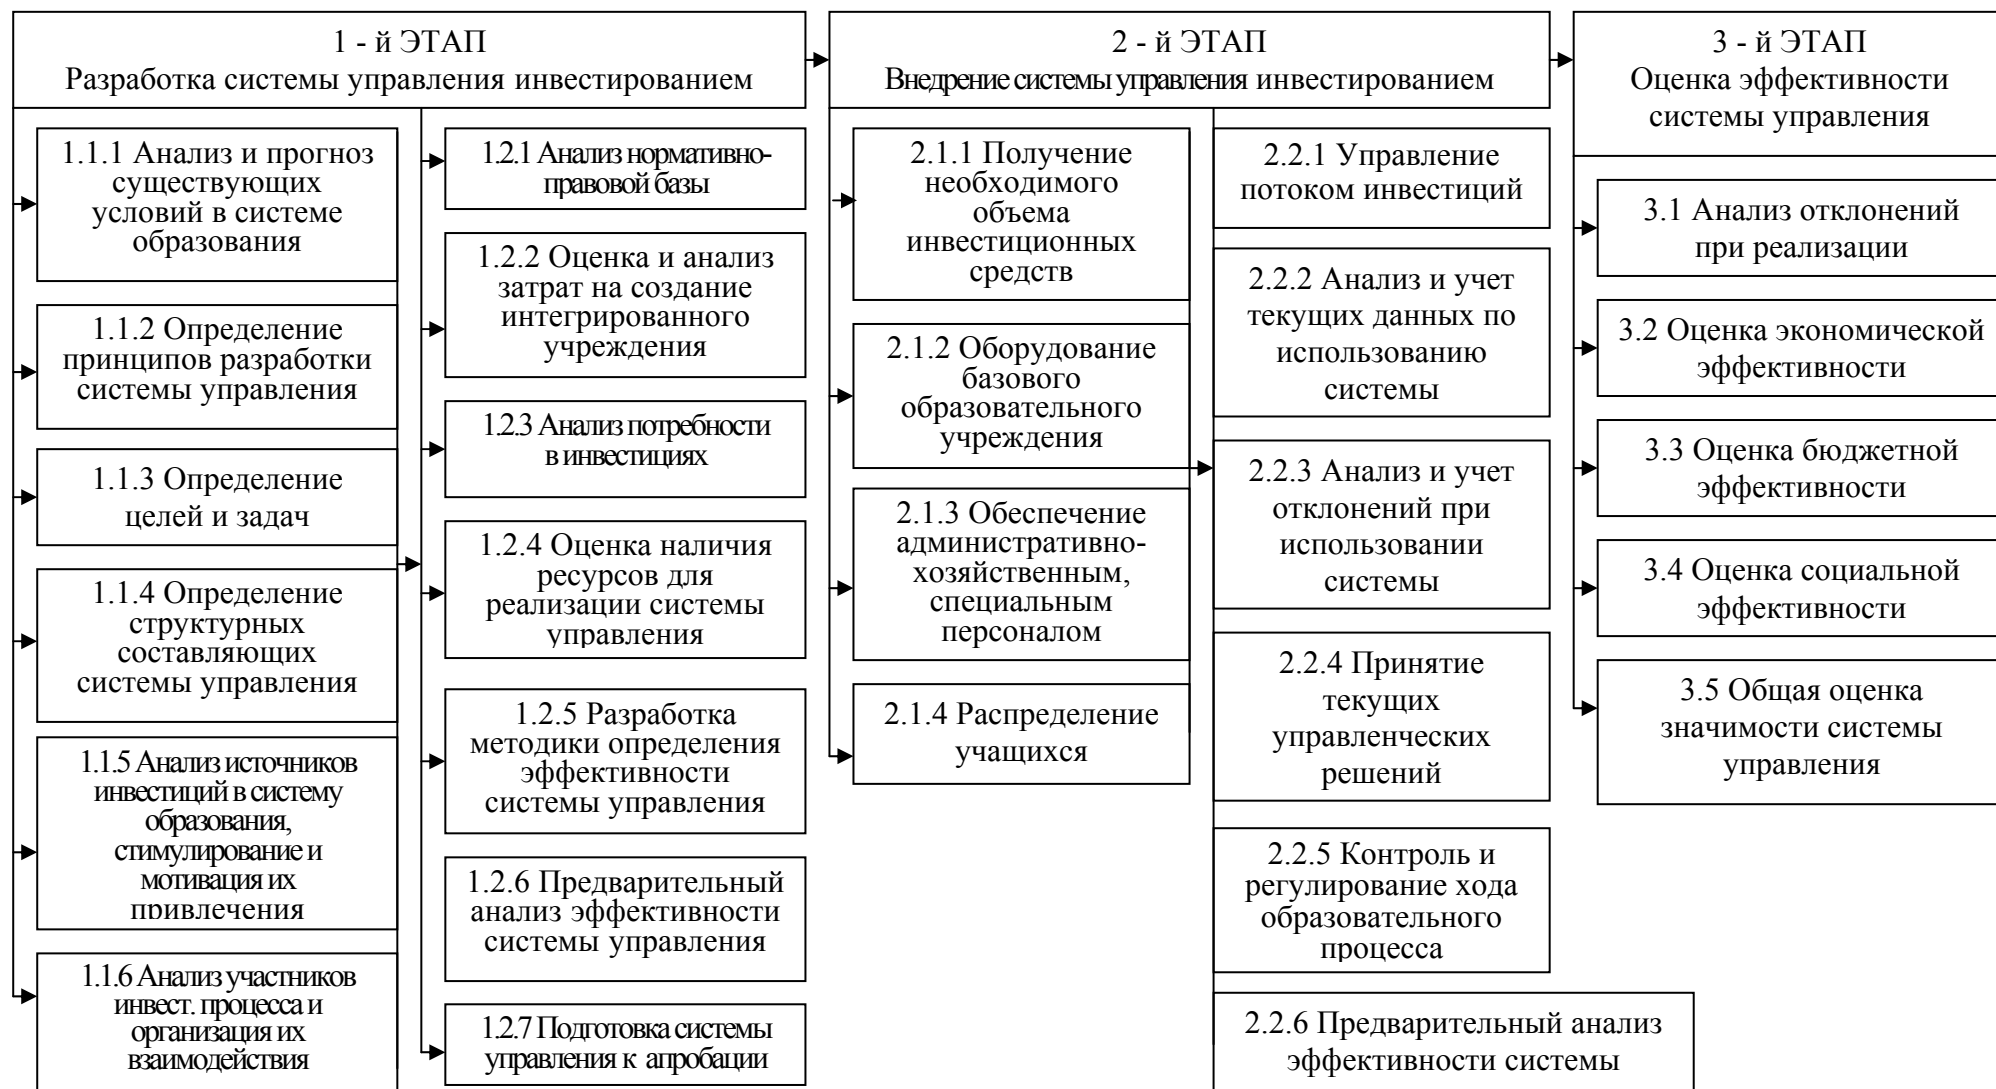 1 - й ЭТАП
Разработка системы управления инвестированием
1.1.1 Анализ и прогноз
существующих
условий в системе
образования
1.1.2 Определение
принципов разработки
системы управления
1.1.3 Определение
целей и задач
1.1.4 Определение
структурных
составляющих
системы управления
1.1.5 Анализ источников
инвестиций в систему
образования,
стимулирование и
мотивация их
привлечения
1.1.6 Анализ участников
инвест. процесса и
организация их
взаимодействия
1.2.1 Анализ нормативно-
правовой базы
1.2.2 Оценка и анализ
затрат на создание
интегрированного
учреждения
1.2.3 Анализ потребности
в инвестициях
1.2.4 Оценка наличия
ресурсов для
реализации системы
управления
1.2.5 Разработка
методики определения
эффективности
системы управления
1.2.6 Предварительный
анализ эффективности
системы управления
1.2.7 Подготовка системы
управления к апробации
2 - й ЭТАП
Внедрение системы управления инвестированием
2.1.1 Получение
необходимого
объема
инвестиционных
средств
2.1.2 Оборудование
базового
образовательного
учреждения
2.1.3 Обеспечение
административно-
хозяйственным,
специальным
персоналом
2.1.4 Распределение
учащихся
2.2.1 Управление
потоком инвестиций
2.2.2 Анализ и учет
текущих данных по
использованию
системы
2.2.3 Анализ и учет
отклонений при
использовании
системы
2.2.4 Принятие
текущих
управленческих
решений
2.2.5 Контроль и
регулирование хода
образовательного
процесса
2.2.6 Предварительный анализ
эффективности системы
3 - й ЭТАП
Оценка эффективности
системы управления
3.1 Анализ отклонений
при реализации
3.2 Оценка экономической
эффективности
3.3 Оценка бюджетной
эффективности
3.4 Оценка социальной
эффективности
3.5 Общая оценка
значимости системы
управления